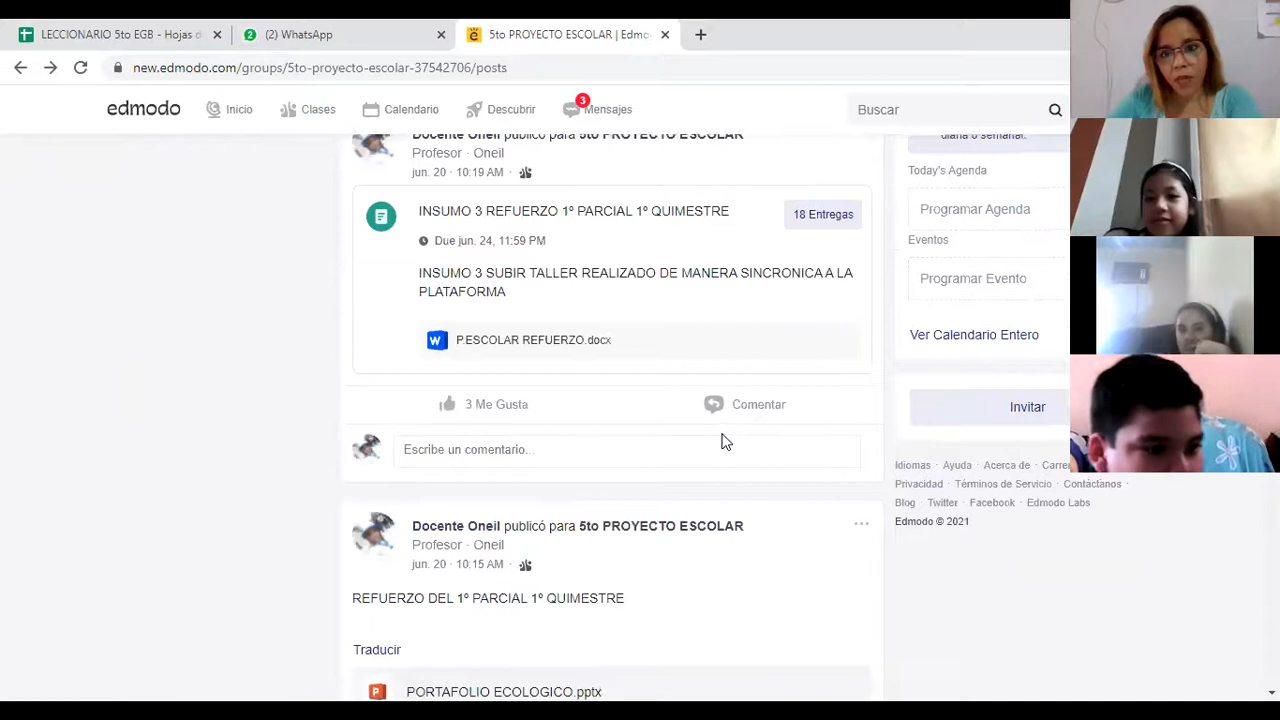 LECCIONARIO 5to EGB - Hojas d
(2) WhatsApp
5to PROYECTO ESCOLAR | Edmo
new.edmodo.com/groups/5to-proyecto-escolar-37542706/posts
edmodo
Inicio
Clases
Calendario
Descubrir
3
Mensajes
Buscar
Docente Oneil publicó para 5to PROYECTO ESCOLAR
Profesor · Oneil
jun. 20 · 10:19 AM
INSUMO 3 REFUERZO 1º PARCIAL 1º QUIMESTRE
18 Entregas
Due jun. 24, 11:59 PM
INSUMO 3 SUBIR TALLER REALIZADO DE MANERA SINCRONICA A LA
PLATAFORMA
P.ESCOLAR REFUERZO.docx
3 Me Gusta
Comentar
Escribe un comentario...
Docente Oneil publicó para 5to PROYECTO ESCOLAR
Profesor · Oneil
jun. 20 · 10:15 AM
REFUERZO DEL 1º PARCIAL 1º QUIMESTRE
Traducir
PORTAFOLIO ECOLOGICO.pptx
diaria o semanal.
Today's Agenda
Programar Agenda
Eventos
Programar Evento
Ver Calendario Entero
Invitar
Idiomas · Ayuda · Acerca de · Carre
Privacidad · Términos de Servicio · Contáctanos ·
Blog · Twitter · Facebook · Edmodo Labs
Edmodo © 2021